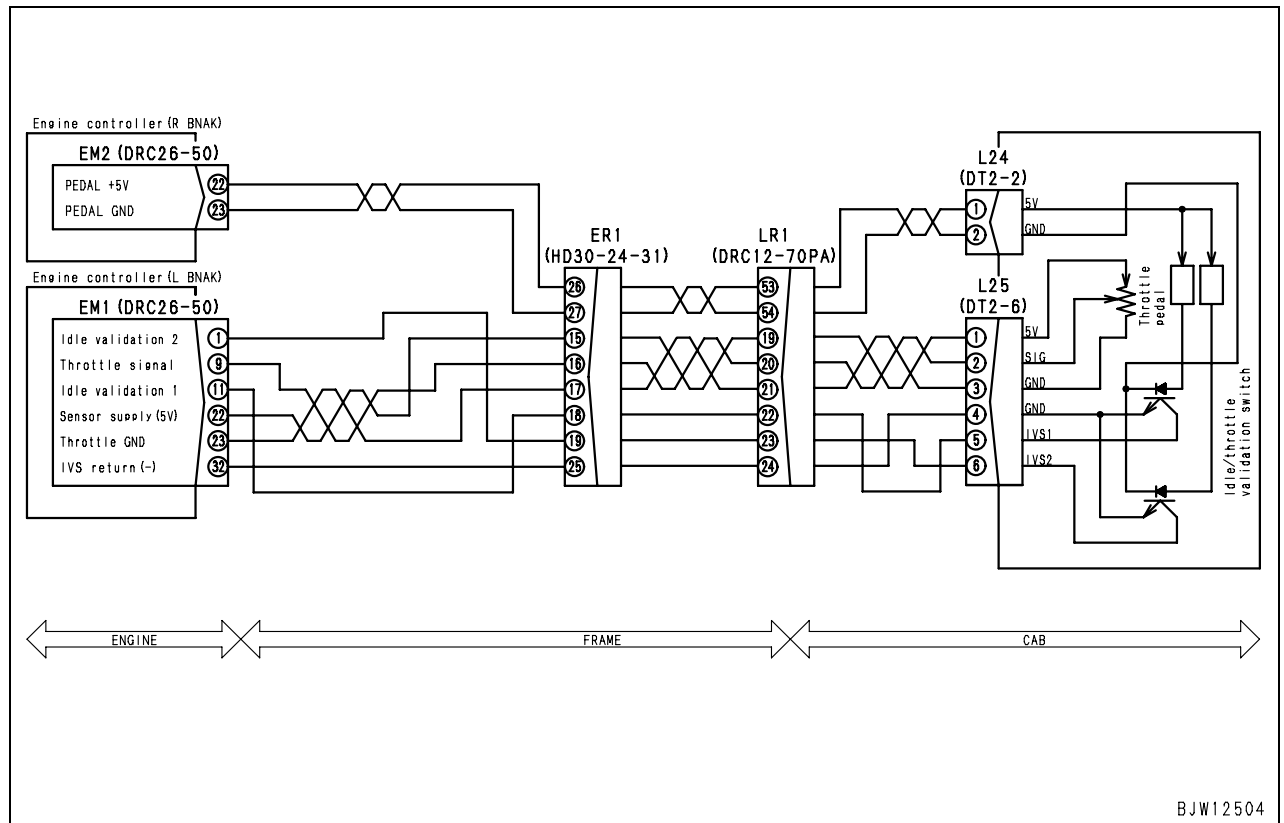 Engine controller (R BNAK)
EM2 (DRC26-50)
PEDAL +5V 22
PEDAL GND 23
Engine controller (L BNAK)
EM1 (DRC26-50)
Idle validation 2 1
Throttle signal 9
Idle validation 1 11
Sensor supply (5V) 22
Throttle GND 23
IVS return (-) 32
ER1
(HD30-24-31)
26
27
15
16
17
18
19
25
LR1
(DRC12-70PA)
53
54
19
20
21
22
23
24
L24
(DT2-2)
1 5V
2 GND
L25
(DT2-6)
1 5V
2 SIG
3 GND
4 GND
5 IVS1
6 IVS2
Throttle
pedal
Idle/throttle
validation switch
ENGINE
FRAME
CAB
BJW12504